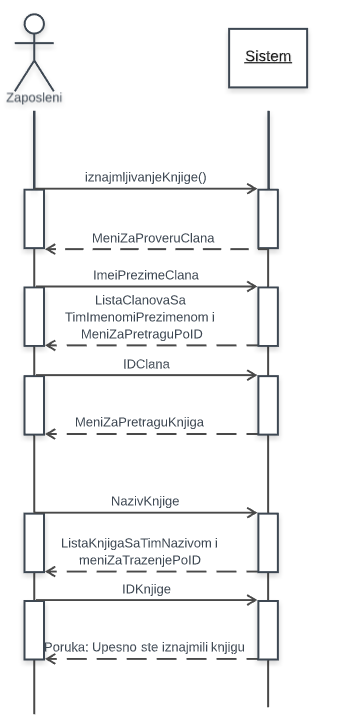 Zaposleni
Sistem
iznajmljivanjeKnjige()
MeniZaProveruClana
ImeiPrezimeClana
ListaClanovaSa
TimImenomiPrezimenom i
MeniZaPretraguPoID
IDClana
MeniZaPretraguKnjiga
NazivKnjige
ListaKnjigaSaTimNazivom i
meniZaTrazenjePoID
IDKnjige
Poruka: Upesno ste iznajmili knjigu